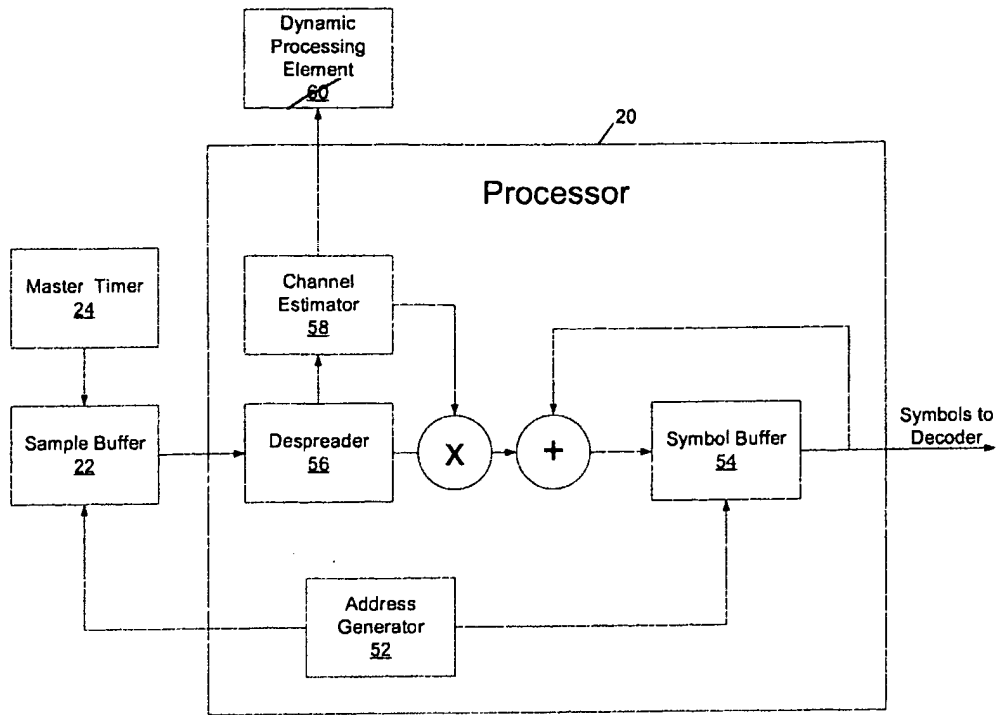 Dynamic
Processing
Element
60
20
Processor
Master Timer
24
Channel
Estimator
58
Sample Buffer
22
Despreader
56
X
+
Symbol Buffer
54
Symbols to
Decoder
Address
Generator
52